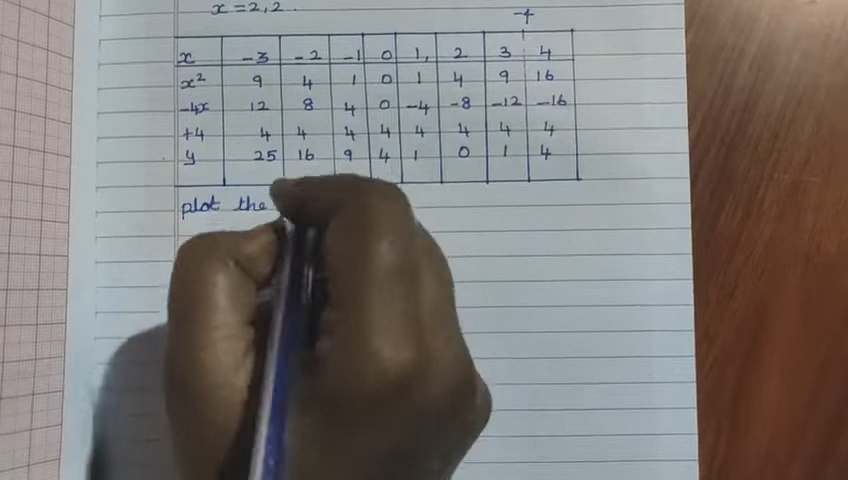 x = 2, 2.
-4
x -3 -2 -1 0 1, 2 3 4
x² 9 4 1 0 1 4 9 16
-4x 12 8 4 0 -4 -8 -12 -16
+4 4 4 4 4 4 4 4 4
y 25 16 9 4 1 0 1 4
plot the